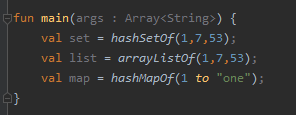 fun main(args : Array<String>) {
    val set = hashSetOf(1,7,53);
    val list = arrayListOf(1,7,53);
    val map = hashMapOf(1 to "one");
}